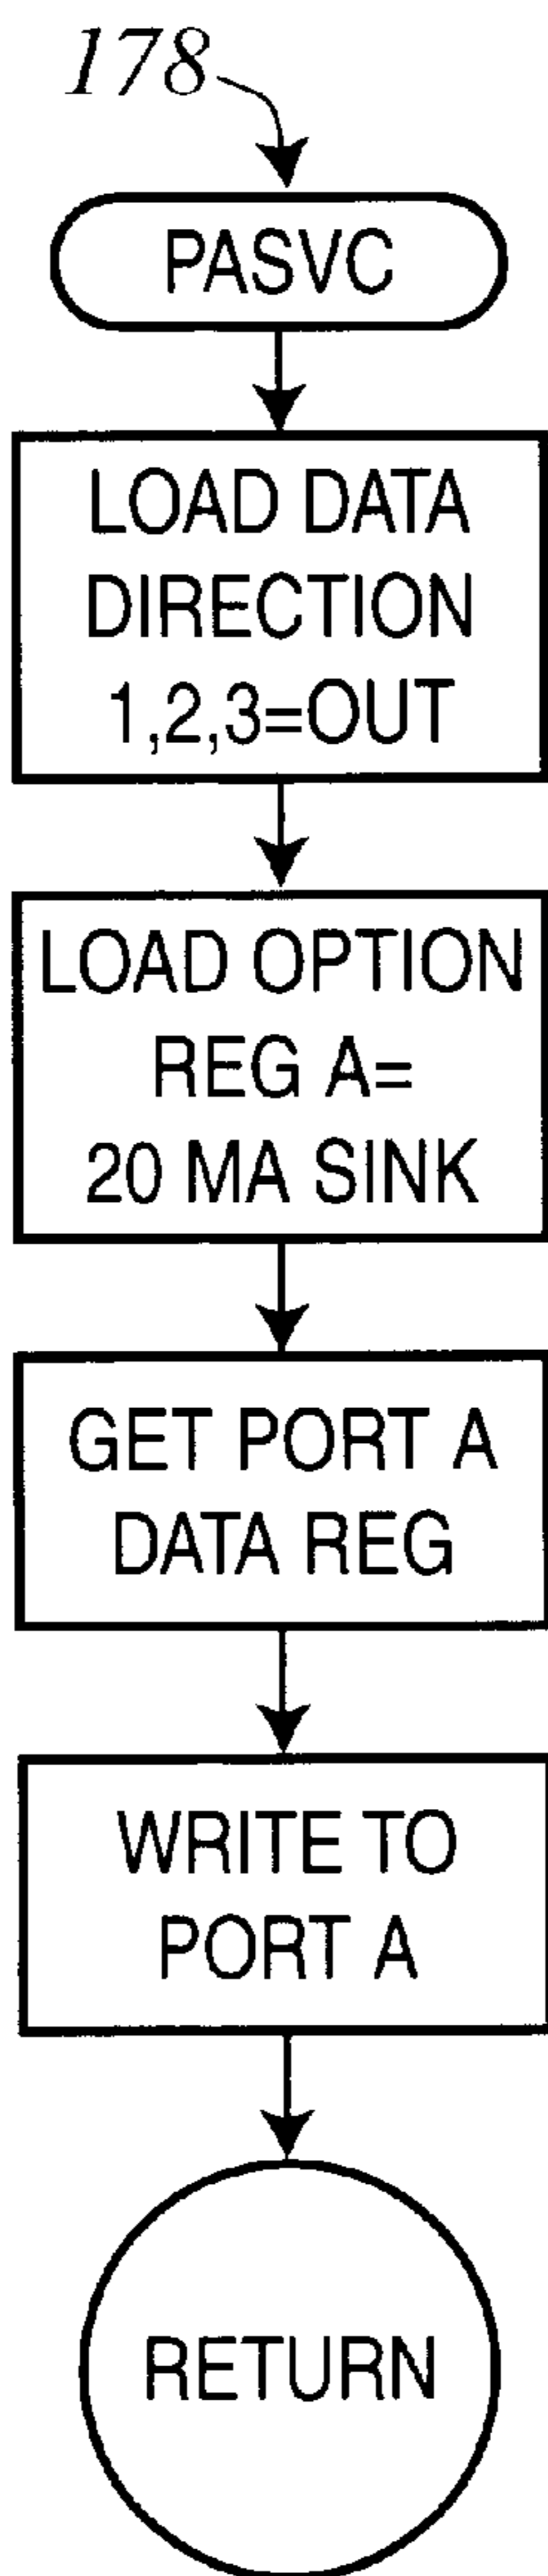 178
PASVC
LOAD DATA
DIRECTION
1,2,3=OUT
LOAD OPTION
REG A=
20 MA SINK
GET PORT A
DATA REG
WRITE TO
PORT A
RETURN